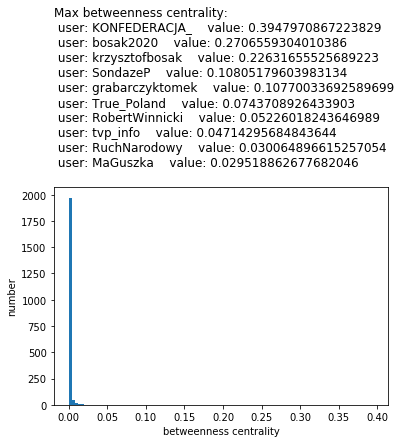 Max betweenness centrality:
user: KONFEDERACJA_ value: 0.3947970867223829
user: bosak2020 value: 0.2706559304010386
user: krzysztofbosak value: 0.22631655525689223
user: SondazeP value: 0.10805179603983134
user: grabarczyktomek value: 0.10770033692589699
user: True_Poland value: 0.0743708926433903
user: RobertWinnicki value: 0.05226018243646989
user: tvp_info value: 0.04714295684843644
user: RuchNarodowy value: 0.030064896615257054
user: MaGuszka value: 0.029518862677682046
2000
1750
1500
1250
1000
750
500
250
0
number
0.00 0.05 0.10 0.15 0.20 0.25 0.30 0.35 0.40
betweenness centrality